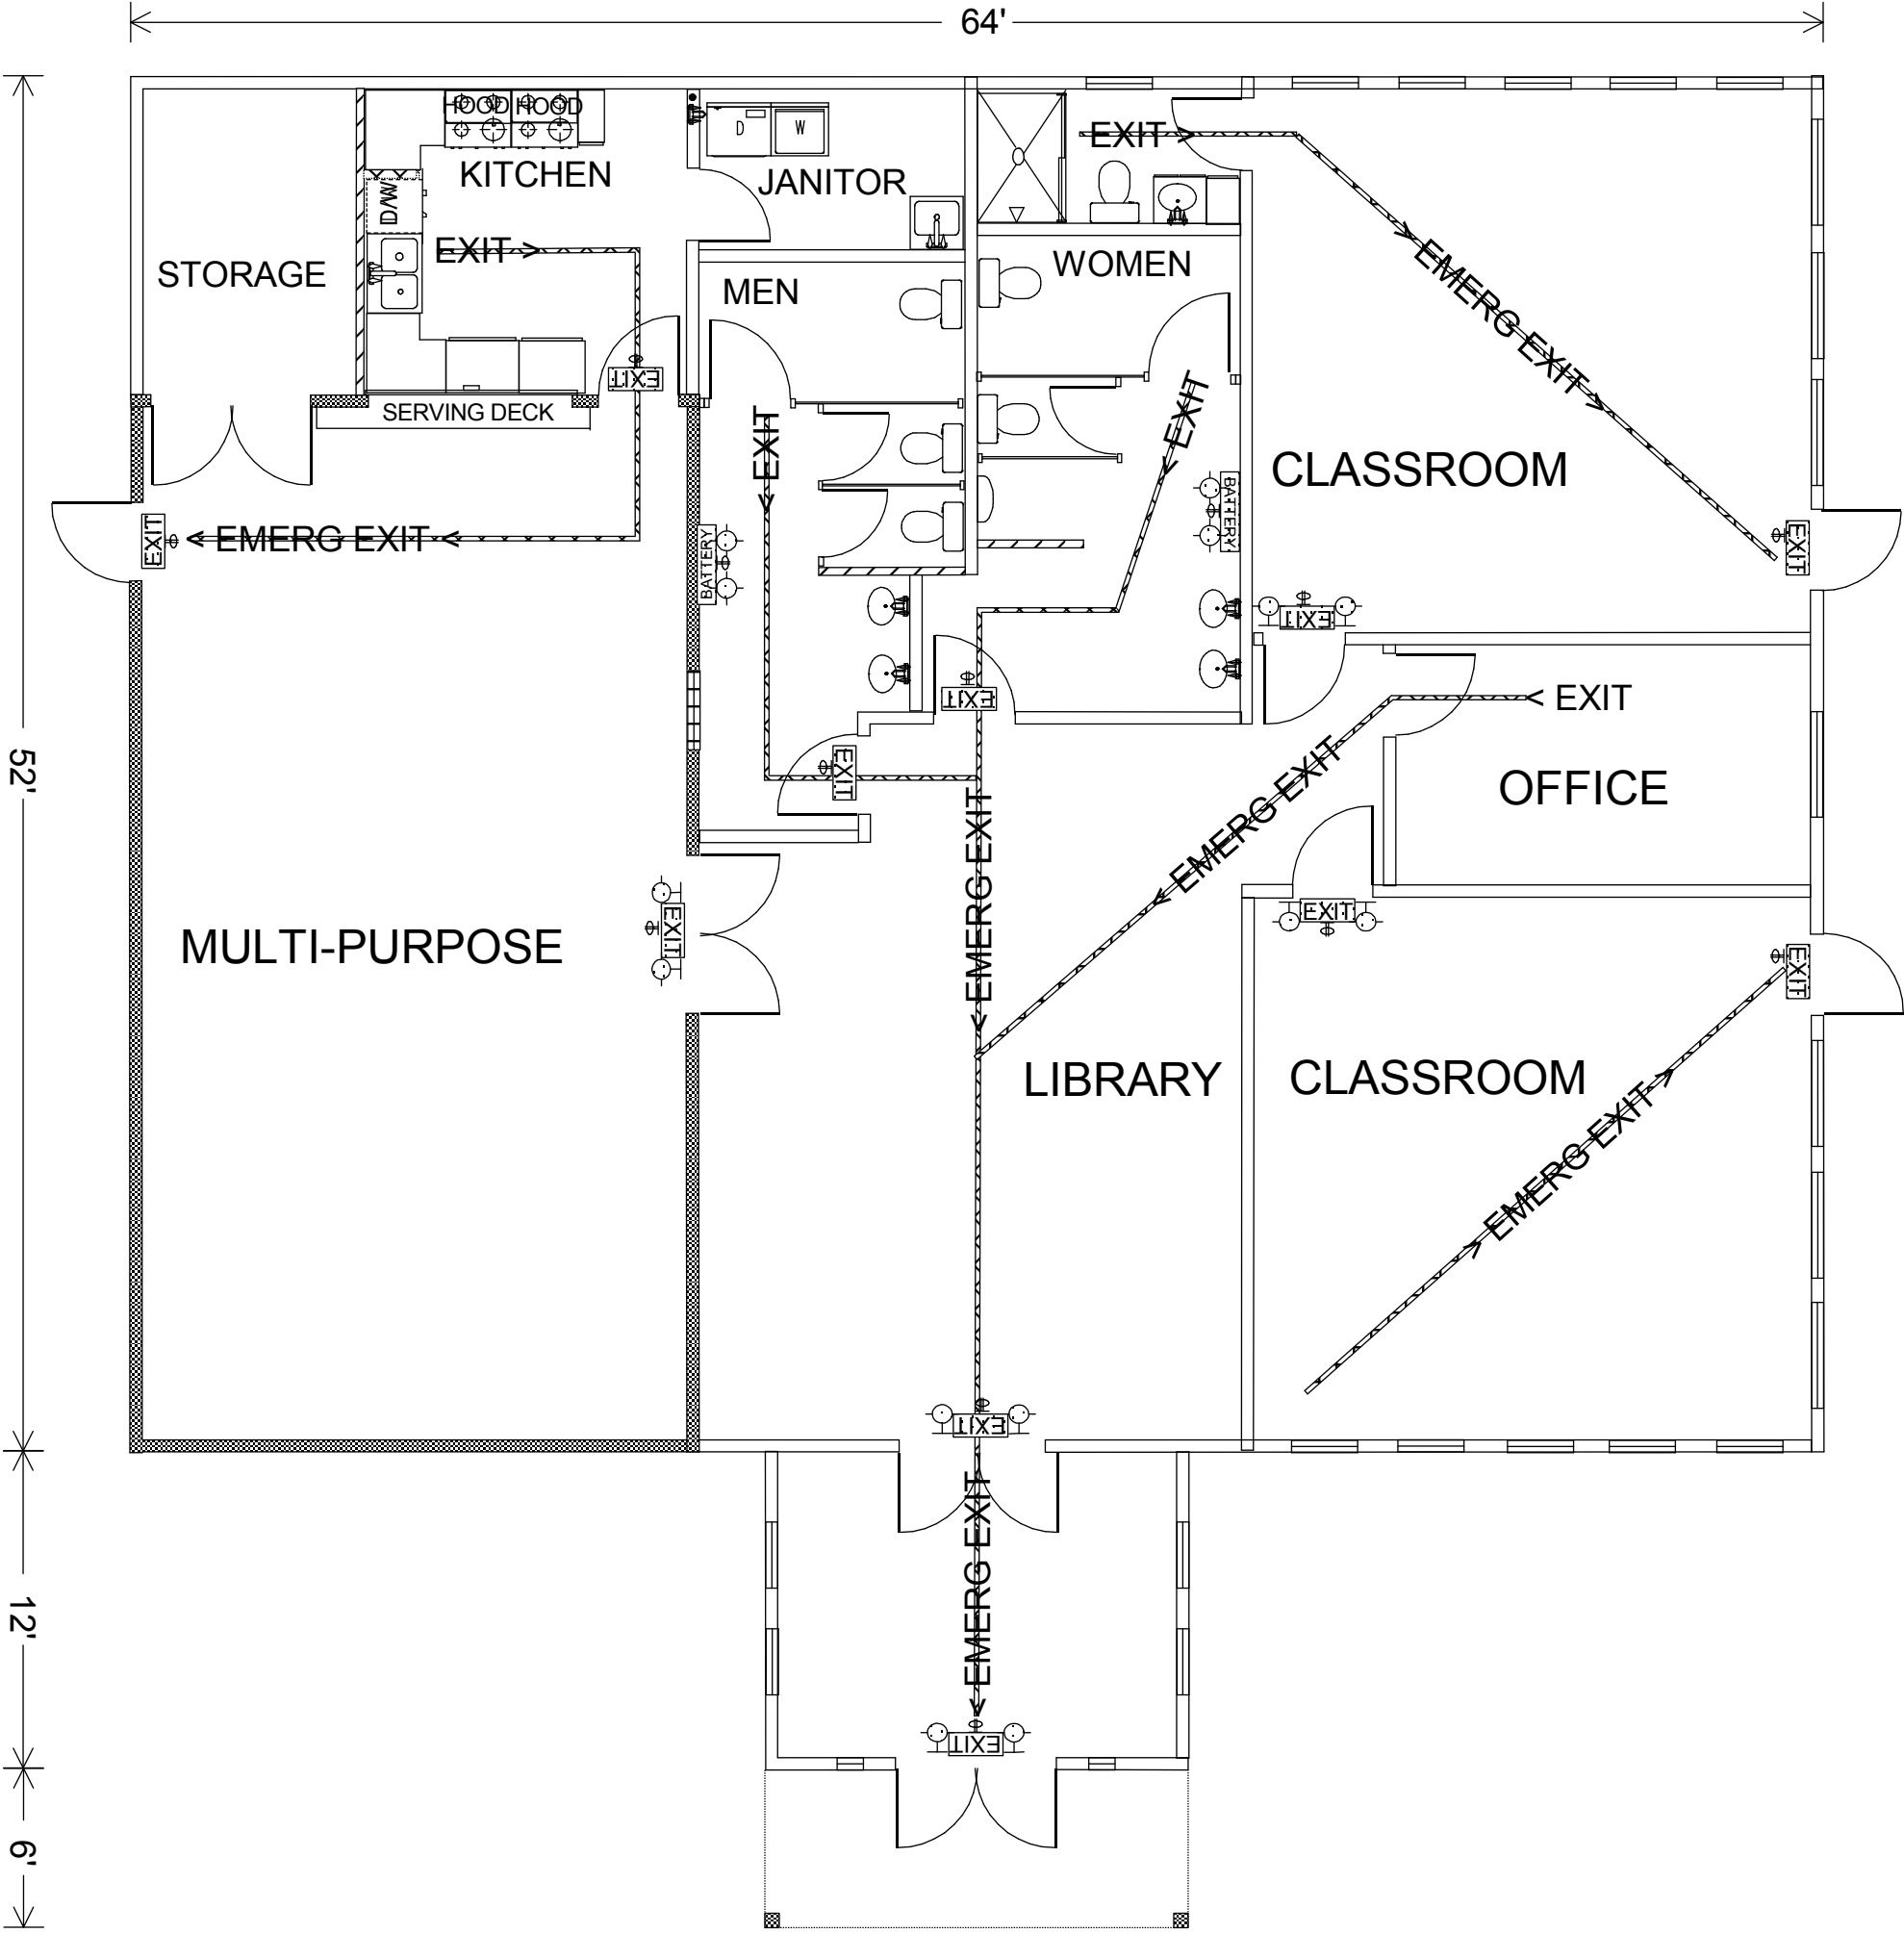 64'
HOOD HOOD
D W
EXIT >
KITCHEN
JANITOR
D/W
EXIT >
STORAGE
MEN
WOMEN
> EMERG EXIT >
EXIT
SERVING DECK
EXIT >
< EXIT
CLASSROOM
BATTERY
EXIT
< EMERG EXIT <
BATTERY
EXIT
EXIT
EXIT
< EXIT
52'
EXIT
OFFICE
< EMERG EXIT
EMERG EXIT >
EXIT
EXIT
MULTI-PURPOSE
EXIT
LIBRARY
CLASSROOM
> EMERG EXIT >
EXIT
EMERG EXIT >
12'
EXIT
6'